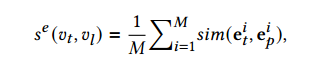 $s^e(v_t, v_l) = \frac{1}{M} \sum_{i=1}^{M} sim(\mathbf{e}_t^i, \mathbf{e}_p^i),$